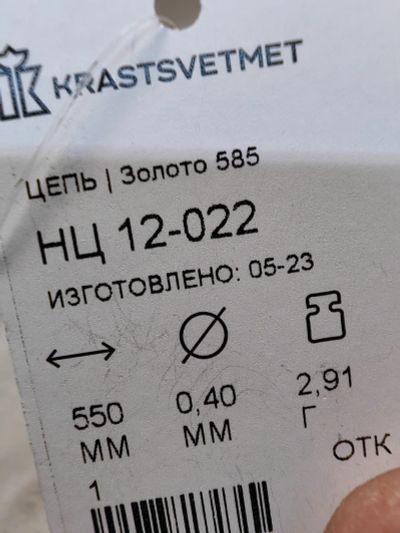 KRASTSVETMET
ЦЕПЬ | Золото 585
НЦ 12-022
ИЗГОТОВЛЕНО: 05-23
550 ММ
0,40 ММ
2,91 Г
ОТК
1